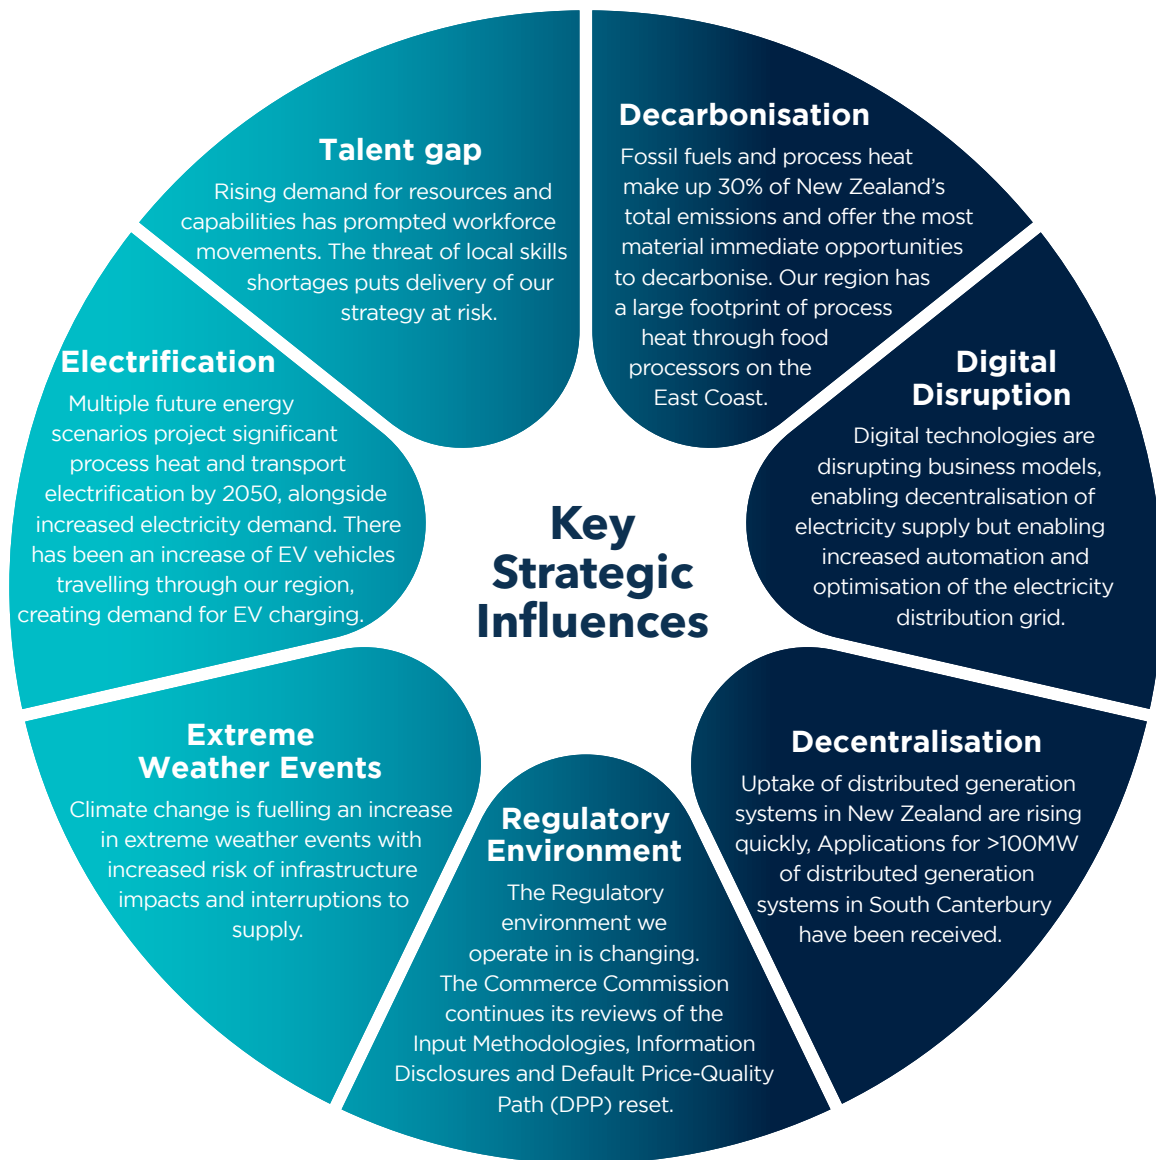 Key
Strategic
Influences
Decarbonisation
Fossil fuels and process heat
make up 30% of New Zealand’s
total emissions and offer the most
material immediate opportunities
to decarbonise. Our region has
a large footprint of process
heat through food
processors on the
East Coast.
Digital
Disruption
Digital technologies are
disrupting business models,
enabling decentralisation of
electricity supply but enabling
increased automation and
optimisation of the electricity
distribution grid.
Decentralisation
Uptake of distributed generation
systems in New Zealand are rising
quickly, Applications for >100MW
of distributed generation
systems in South Canterbury
have been received.
Regulatory
Environment
The Regulatory
environment we
operate in is changing.
The Commerce Commission
continues its reviews of the
Input Methodologies, Information
Disclosures and Default Price-Quality
Path (DPP) reset.
Extreme
Weather Events
Climate change is fuelling an increase
in extreme weather events with
increased risk of infrastructure
impacts and interruptions to
supply.
Electrification
Multiple future energy
scenarios project significant
process heat and transport
electrification by 2050, alongside
increased electricity demand. There
has been an increase of EV vehicles
travelling through our region,
creating demand for EV charging.
Talent gap
Rising demand for resources and
capabilities has prompted workforce
movements. The threat of local skills
shortages puts delivery of our
strategy at risk.